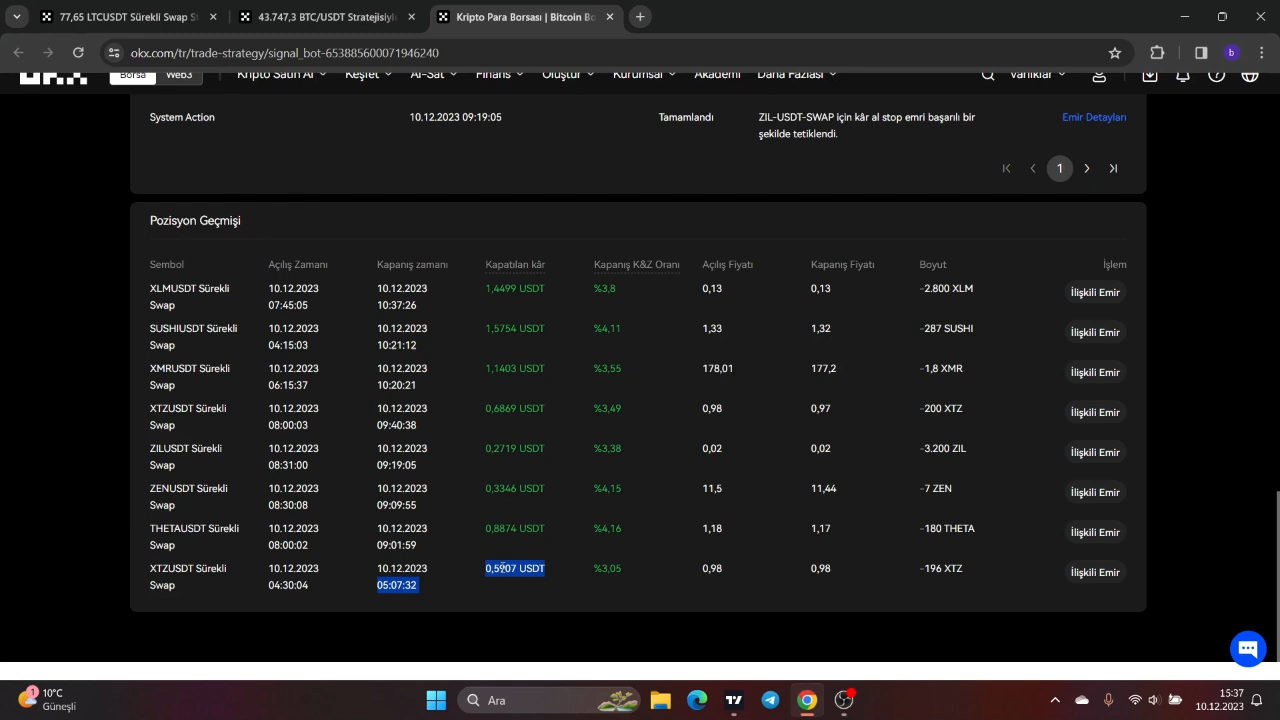 77,65 LTCUSDT Sürekli Swap St
43.747,3 BTC/USDT Stratejisiyle
Kripto Para Borsası | Bitcoin Bo
okx.com/tr/trade-strategy/signal_bot-653885600071946240
b
Borsa Web3 Kripto Satın Al Keşfet Al-Sat Finans Oluştur Kurumsal Akademi Daha Fazlası Varlıklar
System Action 10.12.2023 09:19:05 Tamamlandı ZIL-USDT-SWAP için kâr al stop emri başarılı bir Emir Detayları
şekilde tetiklendi.
1
Pozisyon Geçmişi
Sembol Açılış Zamanı Kapanış zamanı Kapatılan kâr Kapanış K&Z Oranı Açılış Fiyatı Kapanış Fiyatı Boyut İşlem
XLMUSDT Sürekli 10.12.2023 10.12.2023 1,4499 USDT %3,8 0,13 0,13 -2.800 XLM İlişkili Emir
Swap 07:45:05 10:37:26
SUSHIUSDT Sürekli 10.12.2023 10.12.2023 1,5754 USDT %4,11 1,33 1,32 -287 SUSHI İlişkili Emir
Swap 04:15:03 10:21:12
XMRUSDT Sürekli 10.12.2023 10.12.2023 1,1403 USDT %3,55 178,01 177,2 -1,8 XMR İlişkili Emir
Swap 06:15:37 10:20:21
XTZUSDT Sürekli 10.12.2023 10.12.2023 0,6869 USDT %3,49 0,98 0,97 -200 XTZ İlişkili Emir
Swap 08:00:03 09:40:38
ZILUSDT Sürekli 10.12.2023 10.12.2023 0,2719 USDT %3,38 0,02 0,02 -3.200 ZIL İlişkili Emir
Swap 08:31:00 09:19:05
ZENUSDT Sürekli 10.12.2023 10.12.2023 0,3346 USDT %4,15 11,5 11,44 -7 ZEN İlişkili Emir
Swap 08:30:08 09:09:55
THETAUSDT Sürekli 10.12.2023 10.12.2023 0,8874 USDT %4,16 1,18 1,17 -180 THETA İlişkili Emir
Swap 08:00:02 09:01:59
XTZUSDT Sürekli 10.12.2023 10.12.2023 0,5907 USDT %3,05 0,98 0,98 -196 XTZ İlişkili Emir
Swap 04:30:04 05:07:32
1 10°C
Güneşli
Ara
15:37
10.12.2023